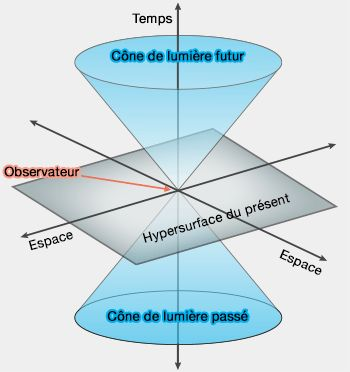 Temps
Cône de lumière futur
Observateur
Hypersurface du présent
Espace
Espace
Cône de lumière passé